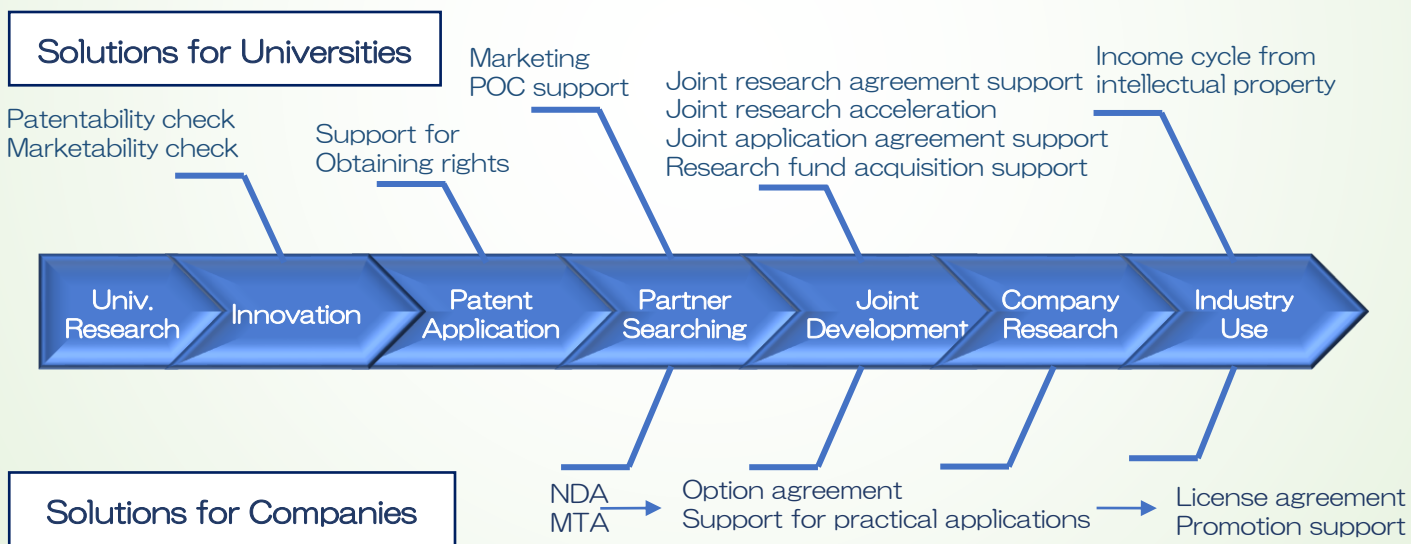 Solutions for Universities
Patentability check
Marketability check
Support for
Obtaining rights
Marketing
POC support
Joint research agreement support
Joint research acceleration
Joint application agreement support
Research fund acquisition support
Income cycle from
intellectual property
Univ.
Research
Innovation
Patent
Application
Partner
Searching
Joint
Development
Company
Research
Industry
Use
Solutions for Companies
NDA
MTA
Option agreement
Support for practical applications
License agreement
Promotion support